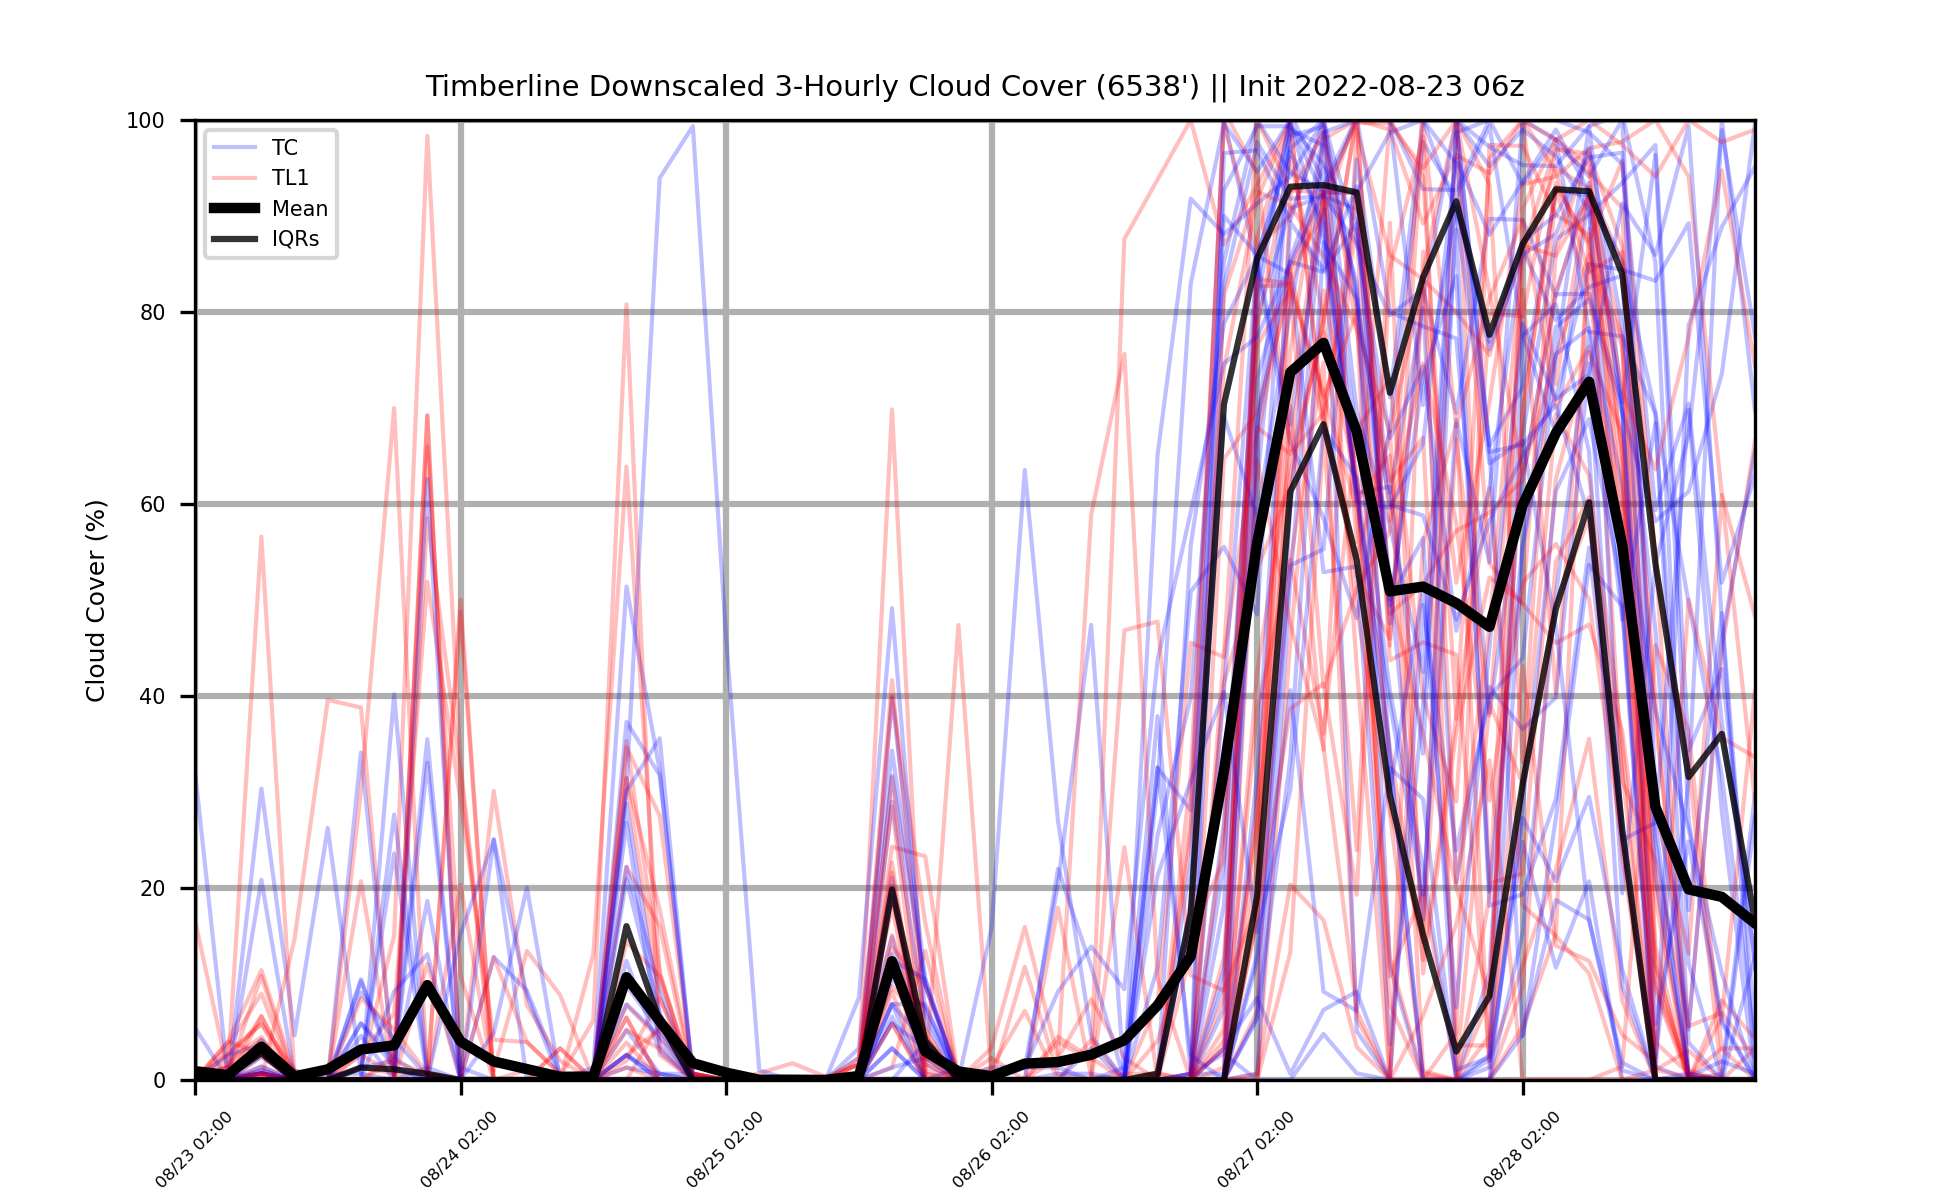 Timberline Downscaled 3-Hourly Cloud Cover (6538') || Init 2022-08-23 06z
TC
TL1
Mean
IQRs
Cloud Cover (%)
100
80
60
40
20
0
08/23 02:00
08/24 02:00
08/25 02:00
08/26 02:00
08/27 02:00
08/28 02:00